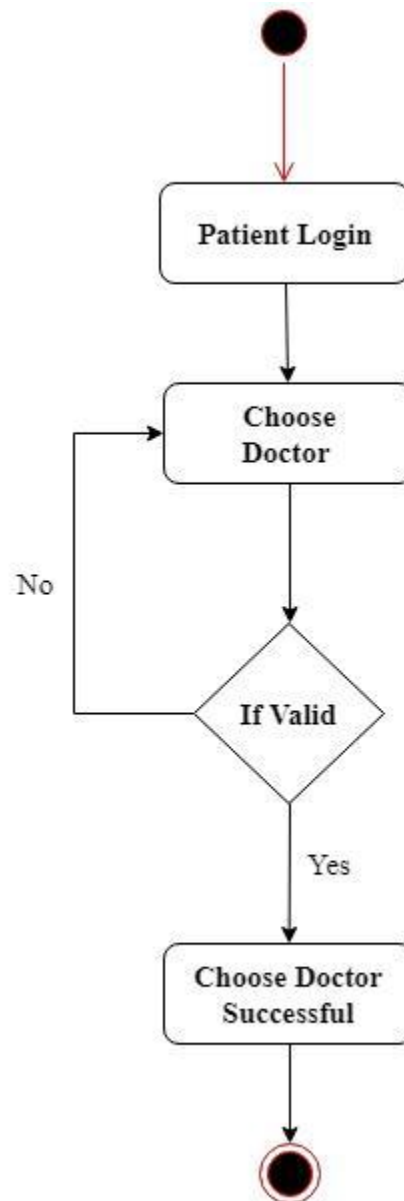 Patient Login
Choose
Doctor
No
If Valid
Yes
Choose Doctor
Successful